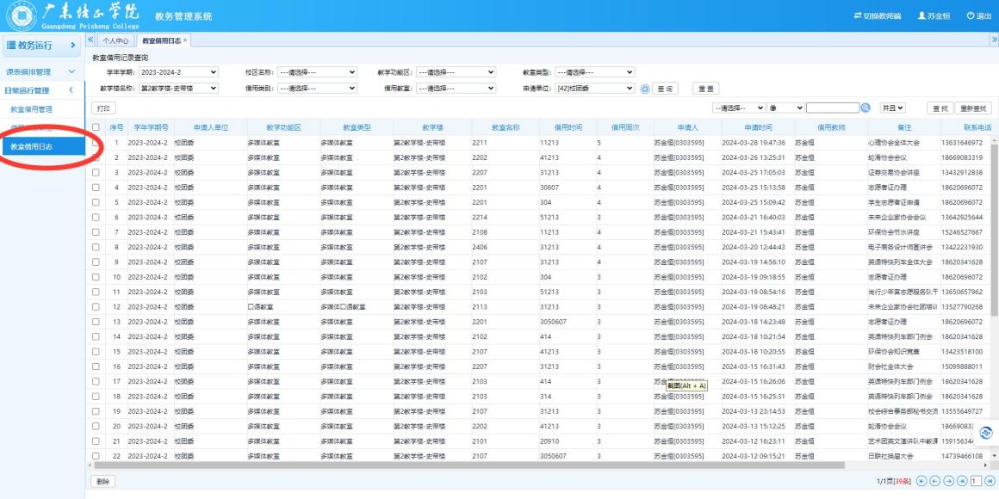 广东培正学院
Guangdong Peizheng College
教务管理系统
切换教师端 苏金恒 退出
教务运行
个人中心 教室借用日志 ×
教室借用记录查询
课表编排管理
日常运行管理
教室借用管理
教室借用日志
学年学期: 2023-2024-2 校区名称: ---请选择--- 教学功能区: ---请选择--- 教室类型: ---请选择---
教学楼名称: 第2教学楼-史带楼 借用类别: ---请选择--- 借用教室: ---请选择--- 申请单位: [42]校团委 查 询 重 置
打印 --请选择-- 像 并且 查 找 重新查找
序号 学年学期号 申请人单位 教学功能区 教室类型 教学楼 教室名称 借用时间 借用周次 申请人 申请时间 借用教师 备注 联系电话
1 2023-2024-2 校团委 多媒体教室 多媒体教室 第2教学楼-史带楼 2211 11213 5 苏金恒[0303595] 2024-03-28 19:47:36 苏金恒 心理协会全体大会 13631646972
2 2023-2024-2 校团委 多媒体教室 多媒体教室 第2教学楼-史带楼 2202 41213 4 苏金恒[0303595] 2024-03-26 13:25:31 苏金恒 轮滑协会会议 18669083319
3 2023-2024-2 校团委 多媒体教室 多媒体教室 第2教学楼-史带楼 2207 31213 4 苏金恒[0303595] 2024-03-25 17:05:03 苏金恒 证券交易协会讲座 13432912838
4 2023-2024-2 校团委 多媒体教室 多媒体教室 第2教学楼-史带楼 2201 30607 4 苏金恒[0303595] 2024-03-25 15:13:58 苏金恒 志愿者证办理 18620696072
5 2023-2024-2 校团委 多媒体教室 多媒体教室 第2教学楼-史带楼 2201 304 4 苏金恒[0303595] 2024-03-25 15:09:42 苏金恒 学生志愿者证申请 18620696072
6 2023-2024-2 校团委 多媒体教室 多媒体教室 第2教学楼-史带楼 2214 51213 3 苏金恒[0303595] 2024-03-21 16:40:03 苏金恒 未来企业家协会会议 13642925644
7 2023-2024-2 校团委 多媒体教室 多媒体教室 第2教学楼-史带楼 2108 11213 4 苏金恒[0303595] 2024-03-21 15:43:41 苏金恒 环保协会节水讲座 15246527667
8 2023-2024-2 校团委 多媒体教室 多媒体教室 第2教学楼-史带楼 2406 31213 4 苏金恒[0303595] 2024-03-20 12:44:43 苏金恒 电子商务设计师宣讲会 13422231930
9 2023-2024-2 校团委 多媒体教室 多媒体教室 第2教学楼-史带楼 2107 31213 4 苏金恒[0303595] 2024-03-19 14:56:10 苏金恒 英语特快列车全体大会 18620341628
10 2023-2024-2 校团委 多媒体教室 多媒体教室 第2教学楼-史带楼 2102 304 3 苏金恒[0303595] 2024-03-19 09:18:55 苏金恒 志愿者证办理 18620696072
11 2023-2024-2 校团委 多媒体教室 多媒体教室 第2教学楼-史带楼 2103 51213 3 苏金恒[0303595] 2024-03-19 08:54:16 苏金恒 尚行少年宫志愿服务队干 13650657962
12 2023-2024-2 校团委 口语教室 多媒体口语教室 第2教学楼-史带楼 2113 31213 3 苏金恒[0303595] 2024-03-19 08:48:21 苏金恒 未来企业家协会社团培训 13527790268
13 2023-2024-2 校团委 多媒体教室 多媒体教室 第2教学楼-史带楼 2201 3050607 3 苏金恒[0303595] 2024-03-18 14:23:48 苏金恒 志愿者证办理 18620696072
14 2023-2024-2 校团委 多媒体教室 多媒体教室 第2教学楼-史带楼 2102 414 3 苏金恒[0303595] 2024-03-18 10:21:54 苏金恒 英语特快列车部门例会 18620341628
15 2023-2024-2 校团委 多媒体教室 多媒体教室 第2教学楼-史带楼 2107 41213 3 苏金恒[0303595] 2024-03-18 10:20:55 苏金恒 环保协会知识竞赛 13423518100
16 2023-2024-2 校团委 多媒体教室 多媒体教室 第2教学楼-史带楼 2207 31213 3 苏金恒[0303595] 2024-03-15 16:31:43 苏金恒 财会社全体大会 15099888011
17 2023-2024-2 校团委 多媒体教室 多媒体教室 第2教学楼-史带楼 2103 414 3 2024-03-15 16:26:06 苏金恒 英语特快列车部门例会 18620341628
截图(Alt + A)
18 2023-2024-2 校团委 多媒体教室 多媒体教室 第2教学楼-史带楼 2103 314 3 苏金恒[0303595] 2024-03-15 16:25:31 苏金恒 英语特快列车部门例会 18620341628
19 2023-2024-2 校团委 多媒体教室 多媒体教室 第2教学楼-史带楼 2107 31213 3 苏金恒[0303595] 2024-03-13 23:14:53 苏金恒 校会综合事务部秘书交流 13555649727
20 2023-2024-2 校团委 多媒体教室 多媒体教室 第2教学楼-史带楼 2202 41213 3 苏金恒[0303595] 2024-03-13 15:12:25 苏金恒 轮滑协会会议
21 2023-2024-2 校团委 多媒体教室 多媒体教室 第2教学楼-史带楼 2101 20910 3 苏金恒[0303595] 2024-03-12 16:23:11 苏金恒 艺术团英文演讲队中教课
22 2023-2024-2 校团委 多媒体教室 多媒体教室 第2教学楼-史带楼 2107 3050607 3 苏金恒[0303595] 2024-03-12 09:15:21 苏金恒 日联社换届大会 14739466108
删除 1/1页[39条] 1